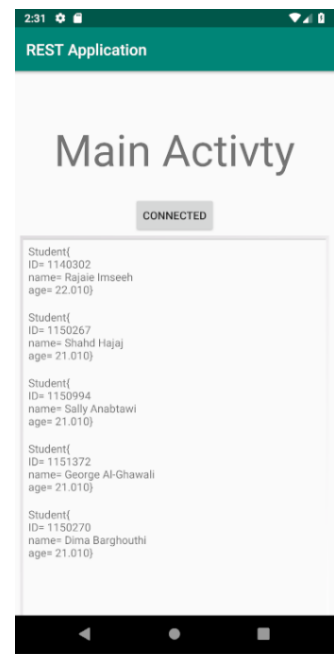 2:31
REST Application
Main Activty
CONNECTED
Student{
ID= 1140302
name= Rajaie Imseeh
age= 22.010}
Student{
ID= 1150267
name= Shahd Hajaj
age= 21.010}
Student{
ID= 1150994
name= Sally Anabtawi
age= 21.010}
Student{
ID= 1151372
name= George Al-Ghawali
age= 21.010}
Student{
ID= 1150270
name= Dima Barghouthi
age= 21.010}